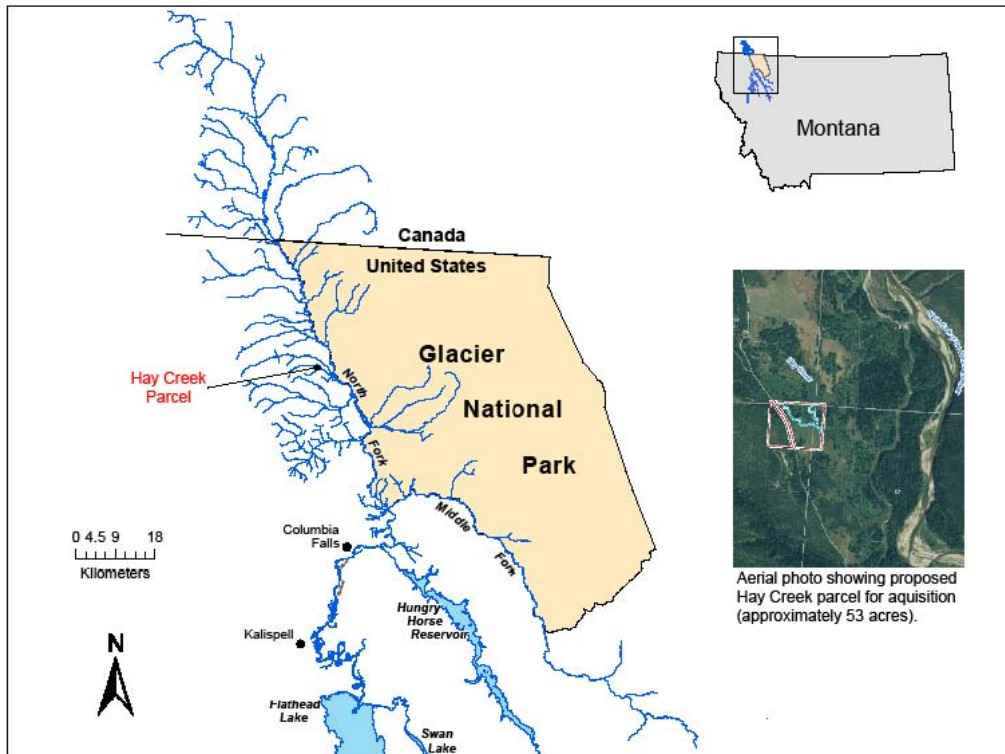 Montana
Canada
United States
Glacier
National
Park
Hay Creek
Parcel
North
Fork
Middle
Fork
Columbia
Falls
0 4.5 9 18
Kilometers
Hungry
Horse
Reservoir
Kalispell
N
Flathead
Lake
Swan
Lake
Hay Creek
Aerial photo showing proposed
Hay Creek parcel for aquisition
(approximately 53 acres).